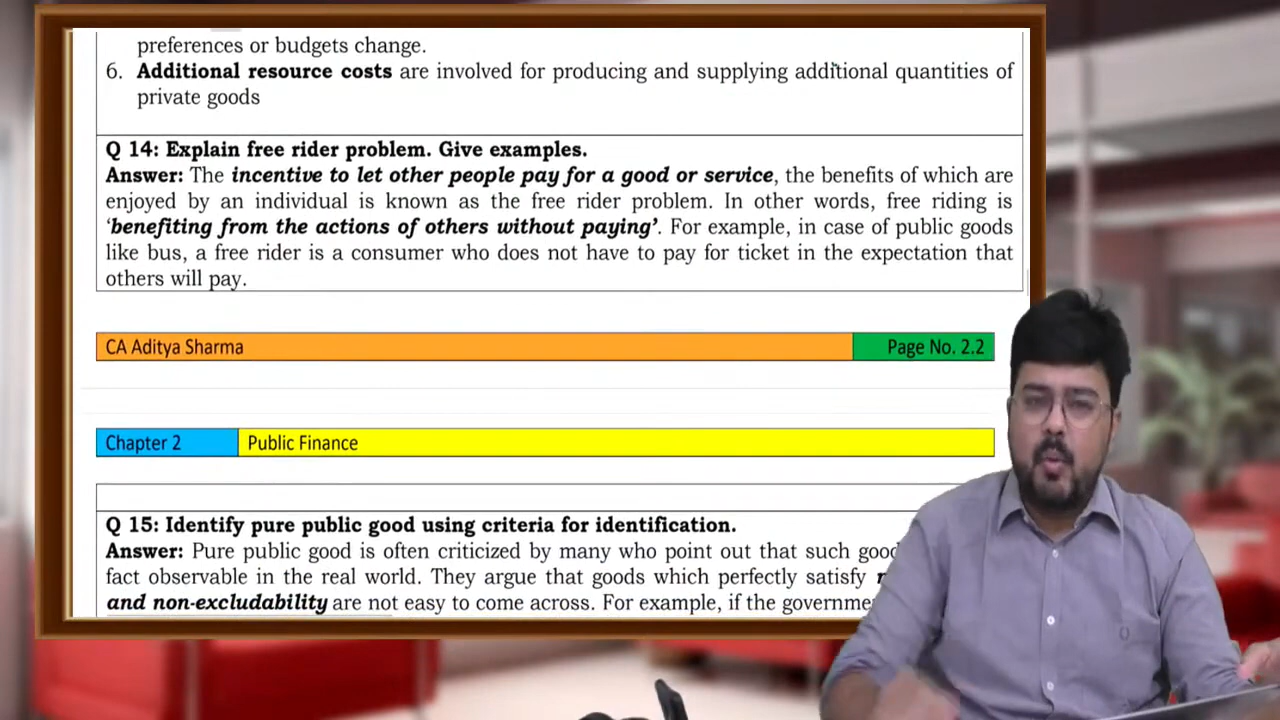 preferences or budgets change.
6. Additional resource costs are involved for producing and supplying additional quantities of
private goods
Q 14: Explain free rider problem. Give examples.
Answer: The incentive to let other people pay for a good or service, the benefits of which are
enjoyed by an individual is known as the free rider problem. In other words, free riding is
‘benefiting from the actions of others without paying’. For example, in case of public goods
like bus, a free rider is a consumer who does not have to pay for ticket in the expectation that
others will pay.
CA Aditya Sharma
Page No. 2.2
Chapter 2
Public Finance
Q 15: Identify pure public good using criteria for identification.
Answer: Pure public good is often criticized by many who point out that such
fact observable in the real world. They argue that goods which perfectly satisfy
and non-excludability are not easy to come across. For example, if the